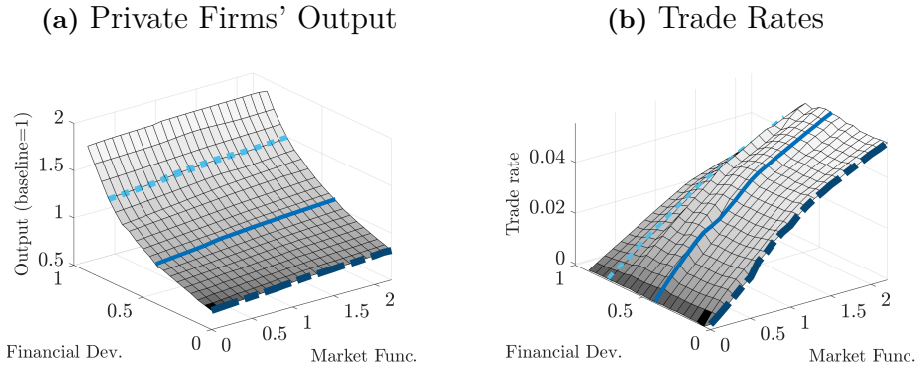 (a) Private Firms' Output
(b) Trade Rates
Output (baseline=1)
2
1.5
1
0.5
1
0.5
0
Financial Dev.
0
0.5
1
1.5
2
Market Func.
Trade rate
0.04
0.02
0
1
0.5
0
Financial Dev.
0
0.5
1
1.5
2
Market Func.